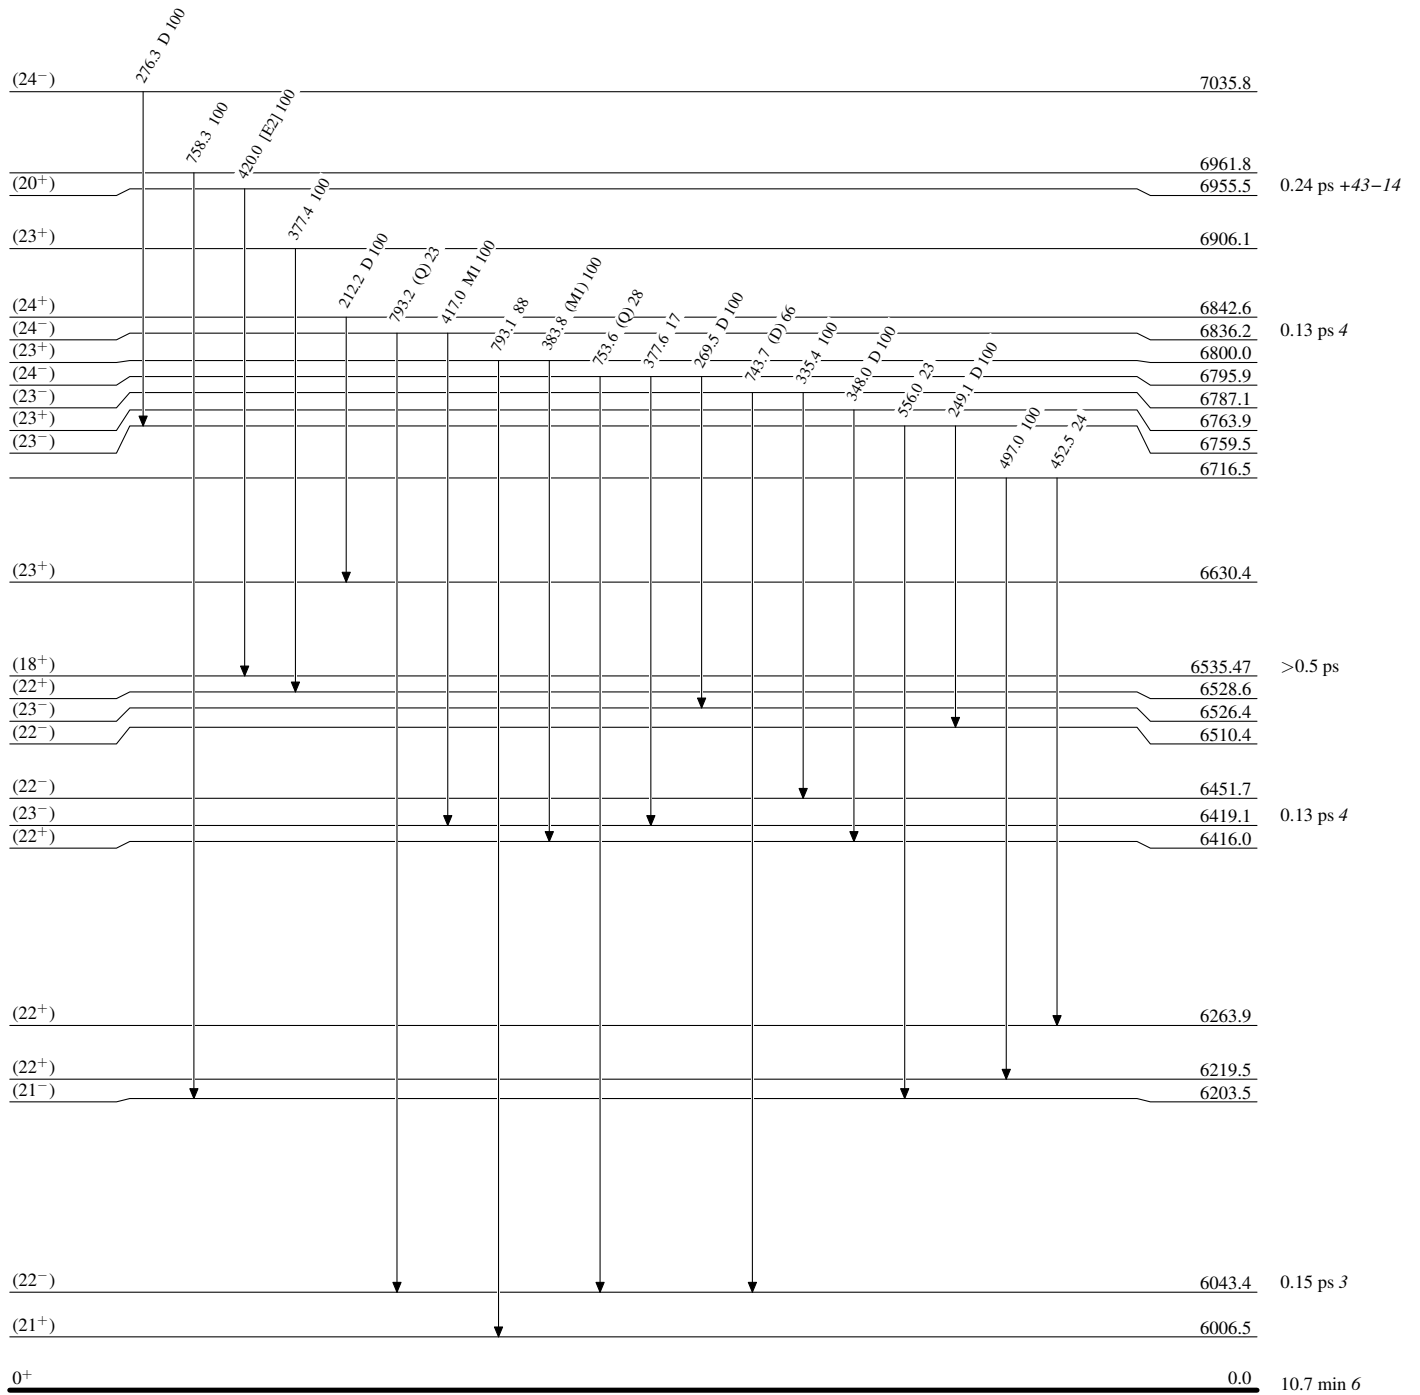 276.3 D 100
758.3 100
420.0 [E2] 100
377.4 100
212.2 D 100
793.2 (Q) 23
417.0 M1 100
793.1 88
383.8 (M1) 100
753.6 (Q) 28
377.6 17
269.5 D 100
743.7 (D) 66
335.4 100
348.0 D 100
556.0 23
249.1 D 100
497.0 100
452.5 24
(24−) 7035.8
6961.8
(20+) 6955.5 0.24 ps +43−14
(23+) 6906.1
(24+) 6842.6
(24−) 6836.2 0.13 ps 4
(23+) 6800.0
(24−) 6795.9
(23−) 6787.1
(23+) 6763.9
(23−) 6759.5
6716.5
(23+) 6630.4
(18+) 6535.47 >0.5 ps
(22+) 6528.6
(23−) 6526.4
(22−) 6510.4
(22−) 6451.7
(23−) 6419.1 0.13 ps 4
(22+) 6416.0
(22+) 6263.9
(22+) 6219.5
(21−) 6203.5
(22−) 6043.4 0.15 ps 3
(21+) 6006.5
0+ 0.0 10.7 min 6